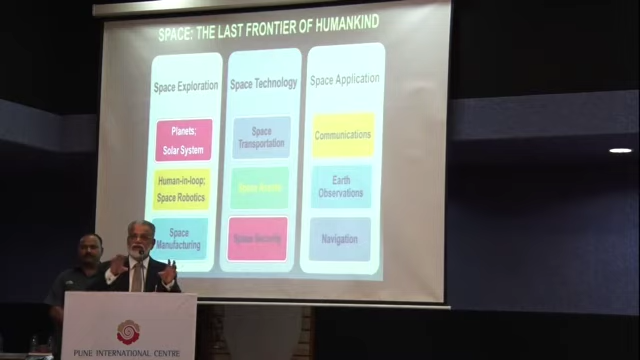 SPACE: THE LAST FRONTIER OF HUMANKIND
Space Exploration
Planets;
Solar System
Human-in-loop;
Space Robotics
Space
Manufacturing
Space Technology
Space
Transportation
Space
Space Security
Space Application
Communications
Earth
Observations
Navigation
PUNE INTERNATIONAL CENTRE